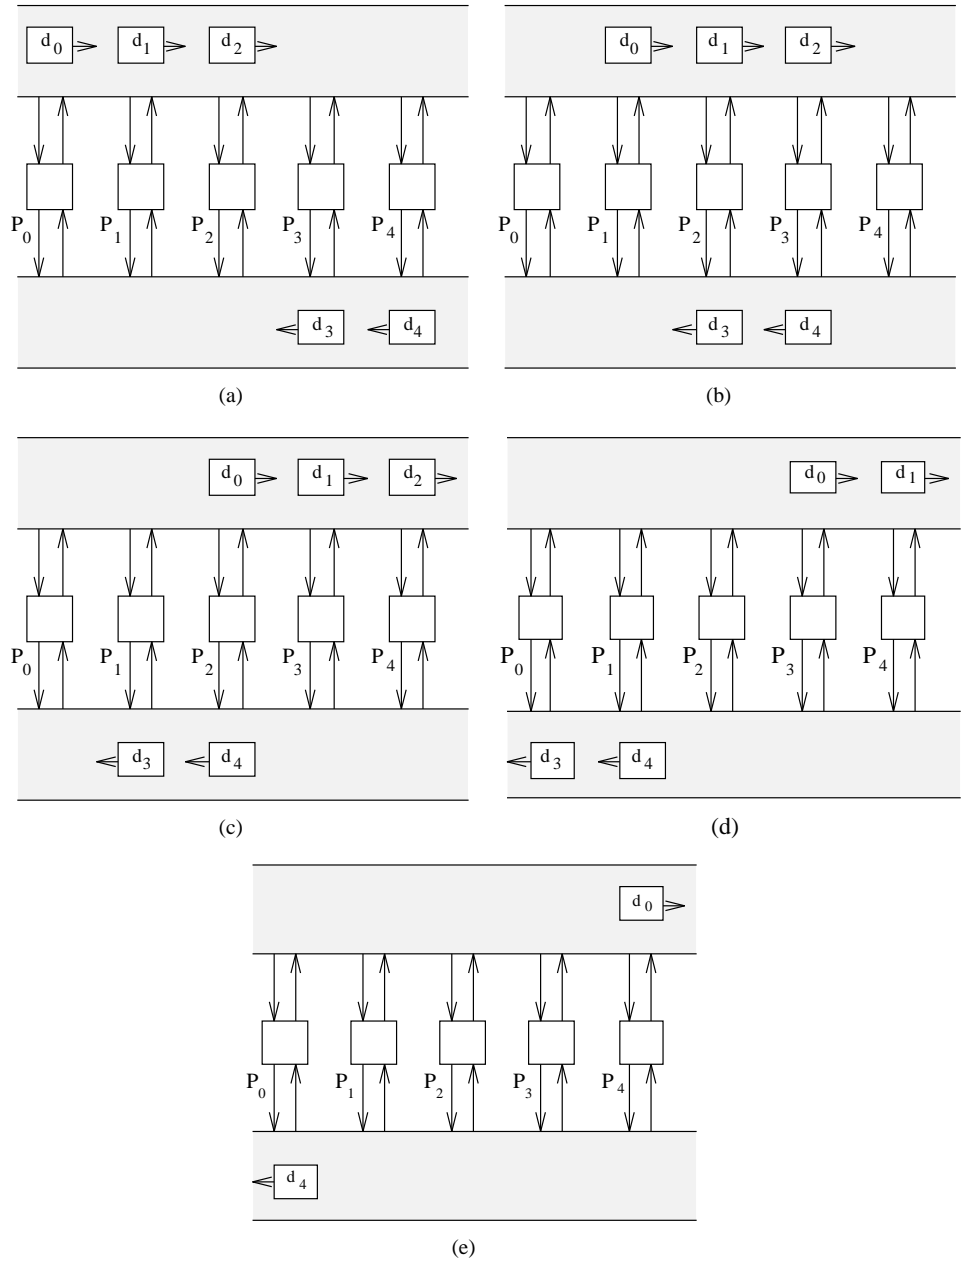 d0 d1 d2
P0 P1 P2 P3 P4
d3 d4
(a)
d0 d1 d2
P0 P1 P2 P3 P4
d3 d4
(b)
d0 d1 d2
P0 P1 P2 P3 P4
d3 d4
(c)
d0 d1
P0 P1 P2 P3 P4
d3 d4
(d)
d0
P0 P1 P2 P3 P4
d4
(e)